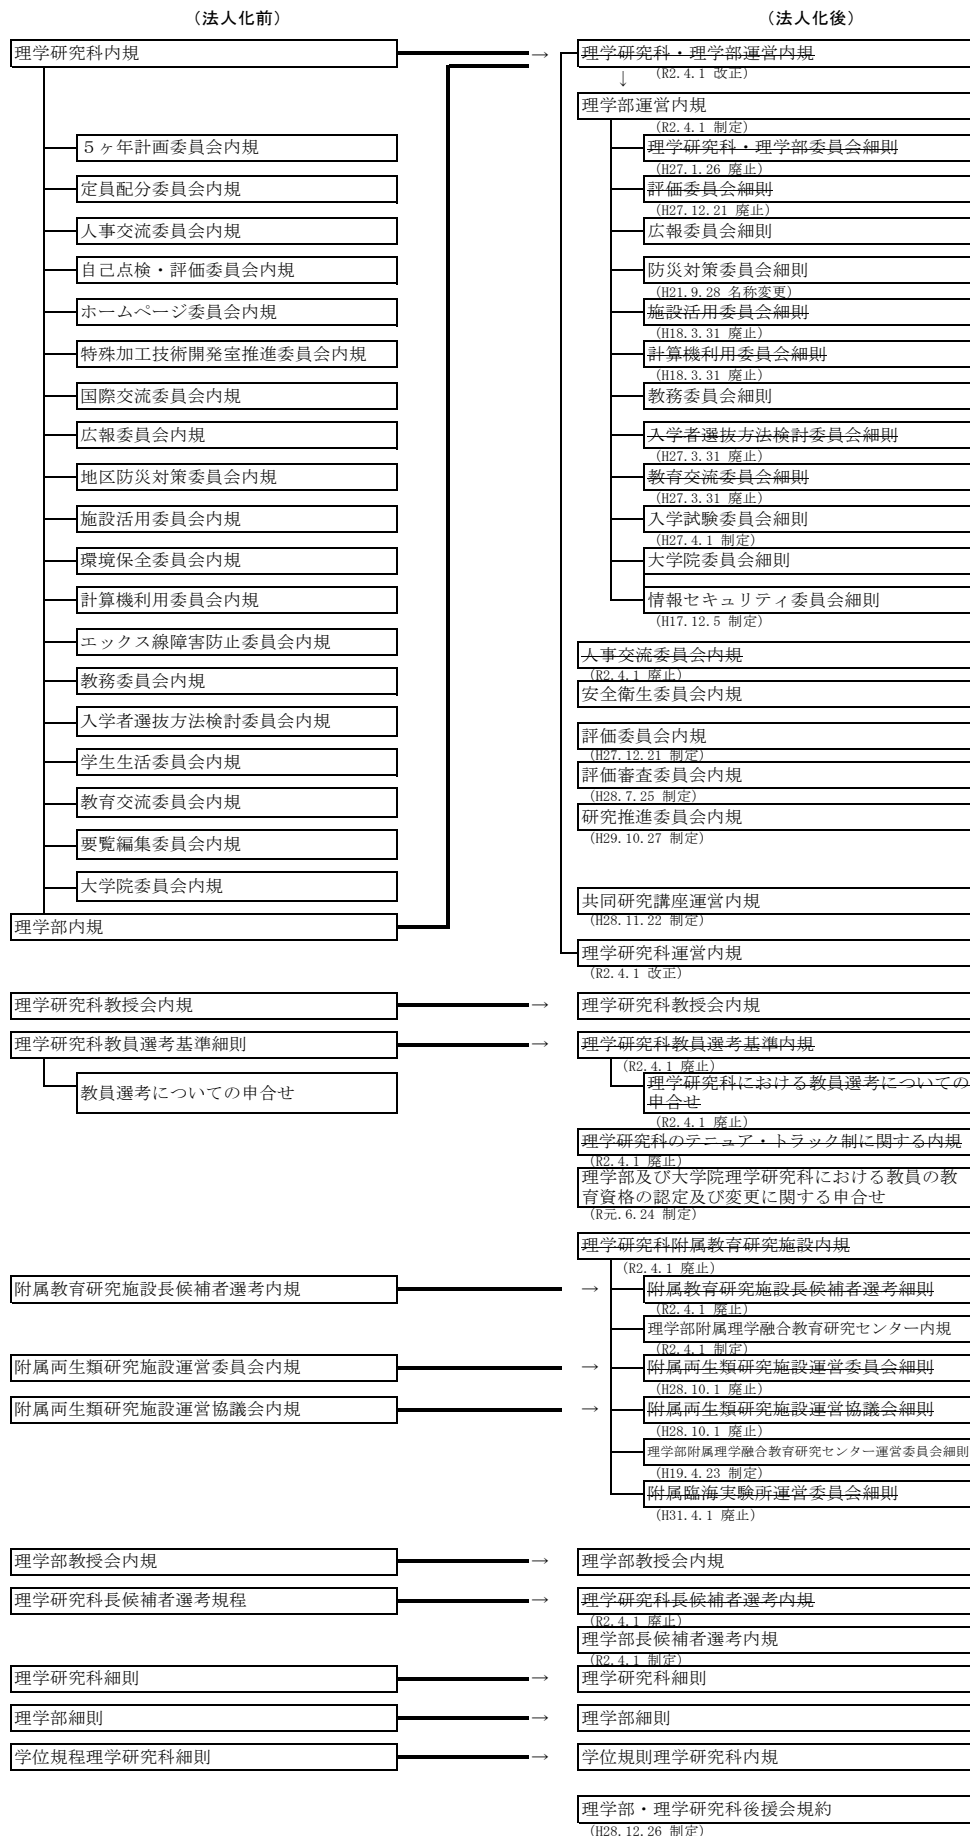 （法人化前）
（法人化後）
理学研究科内規
→
理学研究科・理学部運営内規
(R2.4.1 改正)
↓
理学部運営内規
(R2.4.1 制定)
５ヶ年計画委員会内規
理学研究科・理学部委員会細則
(H27.1.26 廃止)
定員配分委員会内規
評価委員会細則
(H27.12.21 廃止)
人事交流委員会内規
広報委員会細則
自己点検・評価委員会内規
防災対策委員会細則
(H21.9.28 名称変更)
ホームページ委員会内規
施設活用委員会細則
(H18.3.31 廃止)
特殊加工技術開発室推進委員会内規
計算機利用委員会細則
(H18.3.31 廃止)
国際交流委員会内規
教務委員会細則
広報委員会内規
入学者選抜方法検討委員会細則
(H27.3.31 廃止)
地区防災対策委員会内規
教育交流委員会細則
(H27.3.31 廃止)
施設活用委員会内規
入学試験委員会細則
(H27.4.1 制定)
環境保全委員会内規
大学院委員会細則
計算機利用委員会内規
情報セキュリティ委員会細則
(H17.12.5 制定)
エックス線障害防止委員会内規
人事交流委員会内規
(R2.4.1 廃止)
教務委員会内規
安全衛生委員会内規
入学者選抜方法検討委員会内規
評価委員会内規
(H27.12.21 制定)
学生生活委員会内規
評価審査委員会内規
(H28.7.25 制定)
教育交流委員会内規
研究推進委員会内規
(H29.10.27 制定)
要覧編集委員会内規
大学院委員会内規
共同研究講座運営内規
(H28.11.22 制定)
理学部内規
理学研究科運営内規
(R2.4.1 改正)
理学研究科教授会内規
→
理学研究科教授会内規
理学研究科教員選考基準細則
→
理学研究科教員選考基準内規
(R2.4.1 廃止)
教員選考についての申合せ
理学研究科における教員選考についての
申合せ
(R2.4.1 廃止)
理学研究科のテニュア・トラック制に関する内規
(R2.4.1 廃止)
理学部及び大学院理学研究科における教員の教
育資格の認定及び変更に関する申合せ
(R元.6.24 制定)
理学研究科附属教育研究施設内規
(R2.4.1 廃止)
附属教育研究施設長候補者選考内規
→
附属教育研究施設長候補者選考細則
(R2.4.1 廃止)
理学部附属理学融合教育研究センター内規
(R2.4.1 制定)
附属両生類研究施設運営委員会内規
→
附属両生類研究施設運営委員会細則
(H28.10.1 廃止)
附属両生類研究施設運営協議会内規
→
附属両生類研究施設運営協議会細則
(H28.10.1 廃止)
理学部附属理学融合教育研究センター運営委員会細則
(H19.4.23 制定)
附属臨海実験所運営委員会細則
(H31.4.1 廃止)
理学部教授会内規
→
理学部教授会内規
理学研究科長候補者選考規程
→
理学研究科長候補者選考内規
(R2.4.1 廃止)
理学部長候補者選考内規
(R2.4.1 制定)
理学研究科細則
→
理学研究科細則
理学部細則
→
理学部細則
学位規程理学研究科細則
→
学位規則理学研究科内規
理学部・理学研究科後援会規約
(H28.12.26 制定)